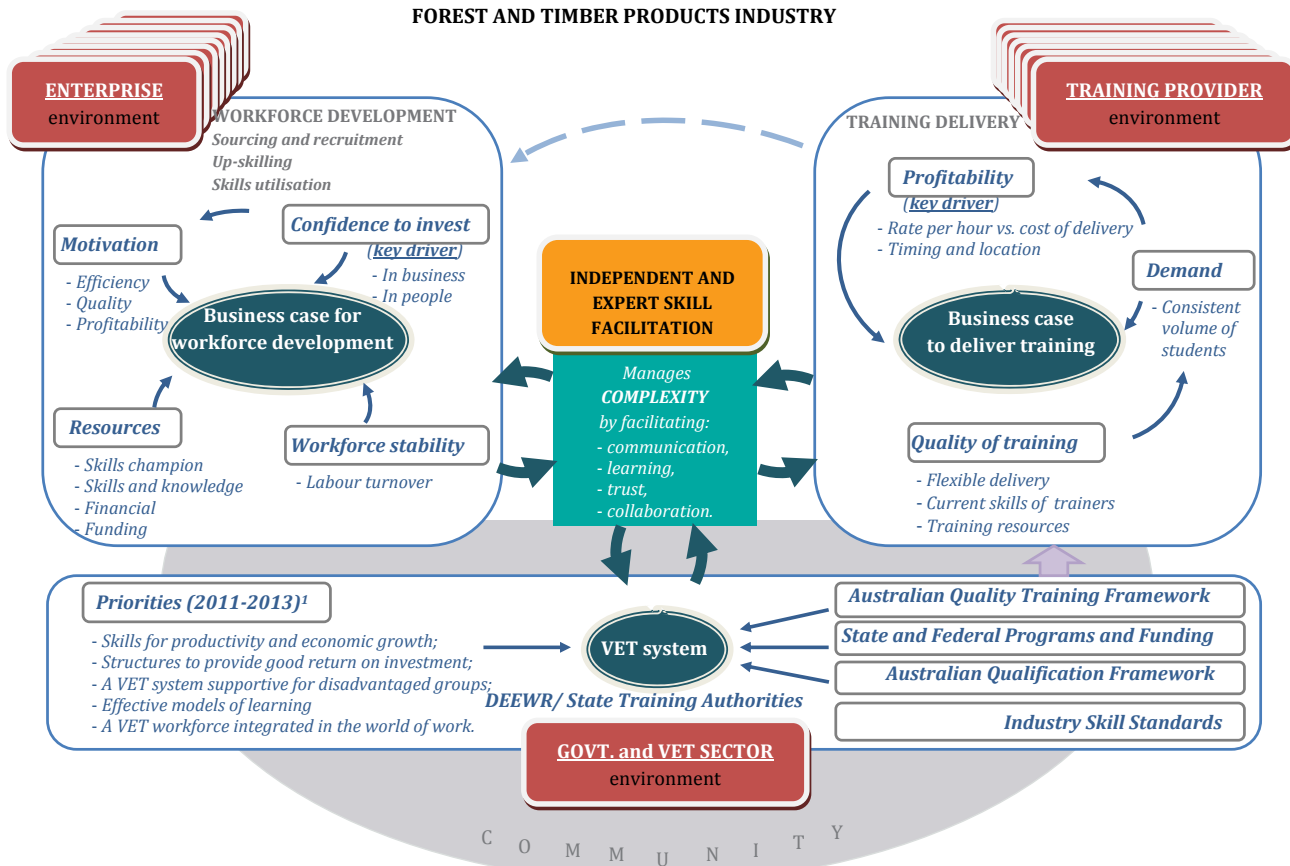 FOREST AND TIMBER PRODUCTS INDUSTRY
ENTERPRISE
environment
WORKFORCE DEVELOPMENT
Sourcing and recruitment
Up-skilling
Skills utilisation
Motivation
- Efficiency
- Quality
- Profitability
Confidence to invest
(key driver)
- In business
- In people
Business case for
workforce development
Resources
- Skills champion
- Skills and knowledge
- Financial
- Funding
Workforce stability
- Labour turnover
INDEPENDENT AND
EXPERT SKILL
FACILITATION
Manages
COMPLEXITY
by facilitating:
- communication,
- learning,
- trust,
- collaboration.
TRAINING PROVIDER
environment
TRAINING DELIVERY
Profitability
(key driver)
- Rate per hour vs. cost of delivery
- Timing and location
Demand
- Consistent
volume of
students
Business case
to deliver training
Quality of training
- Flexible delivery
- Current skills of trainers
- Training resources
Priorities (2011-2013)¹
- Skills for productivity and economic growth;
- Structures to provide good return on investment;
- A VET system supportive for disadvantaged groups;
- Effective models of learning
- A VET workforce integrated in the world of work.
VET system
DEEWR/ State Training Authorities
Australian Quality Training Framework
State and Federal Programs and Funding
Australian Qualification Framework
Industry Skill Standards
GOVT. and VET SECTOR
environment
COMMUNITY